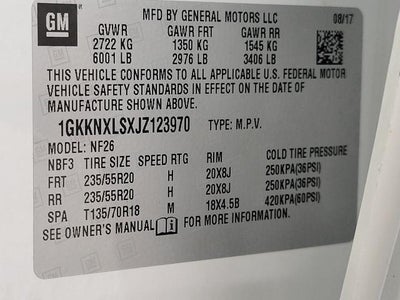 GM
MFD BY GENERAL MOTORS LLC 08/17
GVWR GAWR FRT GAWR RR
2722 KG 1350 KG 1545 KG
6001 LB 2976 LB 3406 LB
THIS VEHICLE CONFORMS TO ALL APPLICABLE U.S. FEDERAL MOTOR
VEHICLE SAFETY STANDARDS IN EFFECT ON THE DATE OF
MANUFACTURE SHOWN ABOVE.
1GKKNXLSXJZ123970 TYPE: M.P.V.
MODEL: NF26
NBF3 TIRE SIZE SPEED RTG RIM COLD TIRE PRESSURE
FRT 235/55R20 H 20X8J 250KPA(36PSI)
RR 235/55R20 H 20X8J 250KPA(36PSI)
SPA T135/70R18 M 18X4.5B 420KPA(60PSI)
SEE OWNER'S MANUAL FOR MORE INFORMATION.